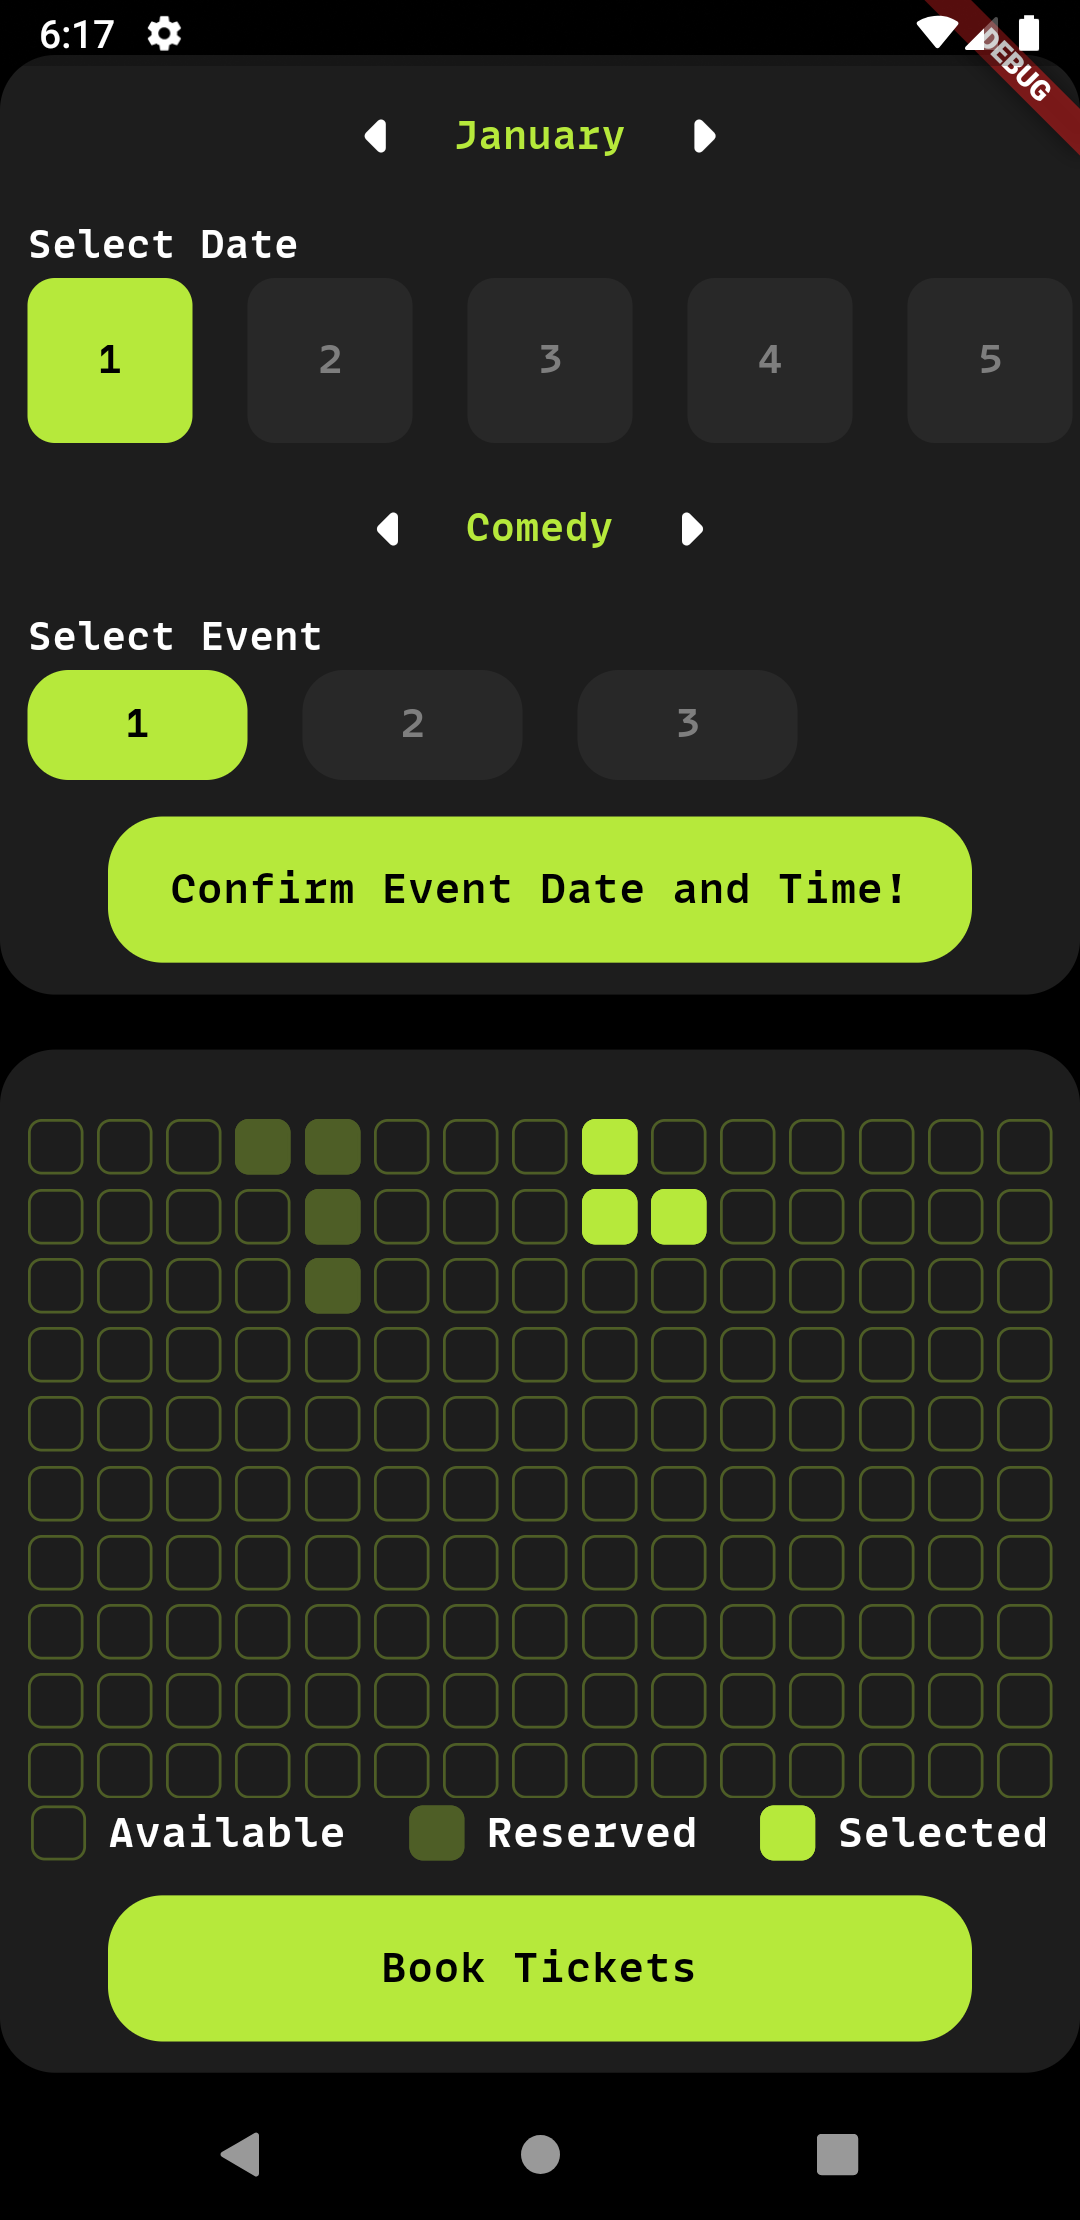 6:17
DEBUG
January
Select Date
1 2 3 4 5
Comedy
Select Event
1 2 3
Confirm Event Date and Time!
Available Reserved Selected
Book Tickets